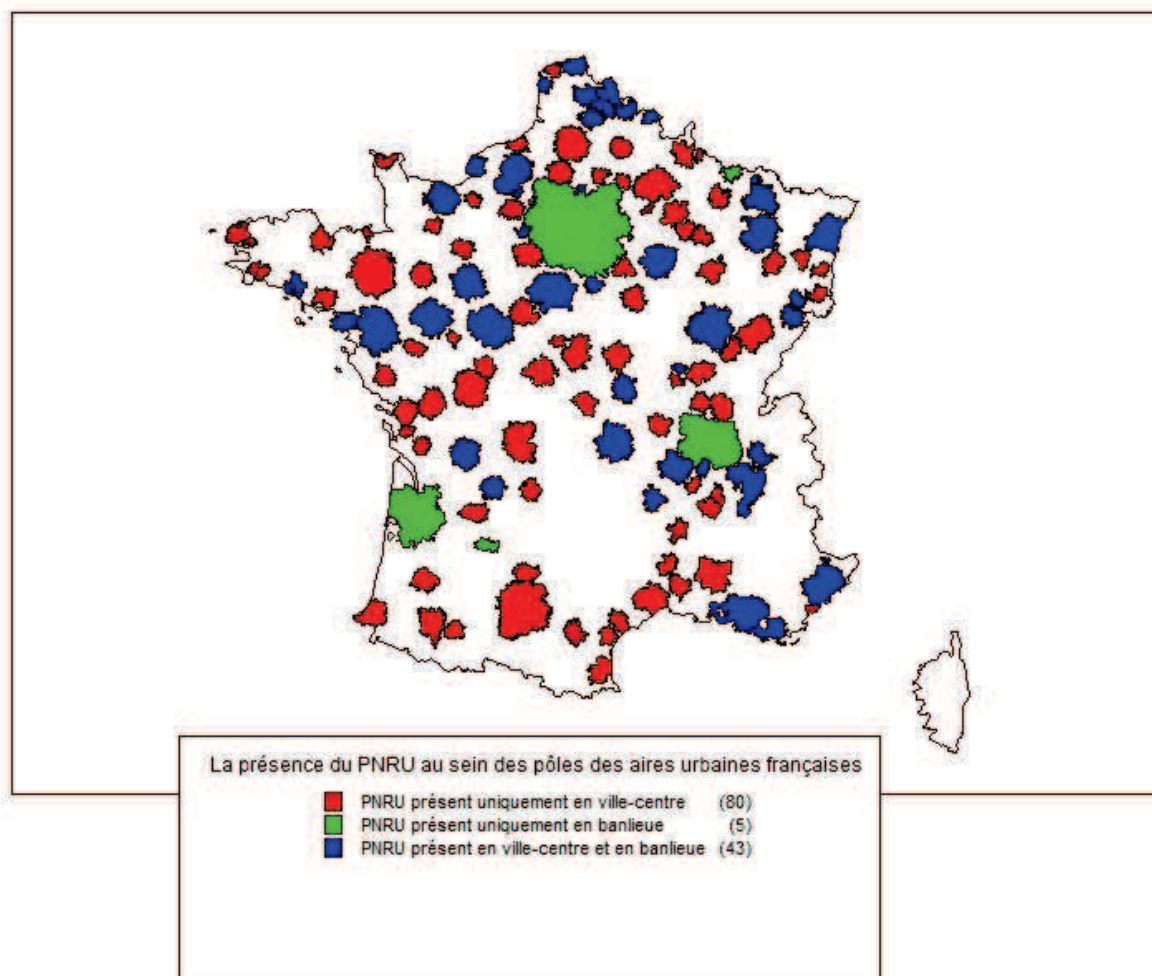 La présence du PNRU au sein des pôles des aires urbaines françaises
PNRU présent uniquement en ville-centre (80)
PNRU présent uniquement en banlieue (5)
PNRU présent en ville-centre et en banlieue (43)